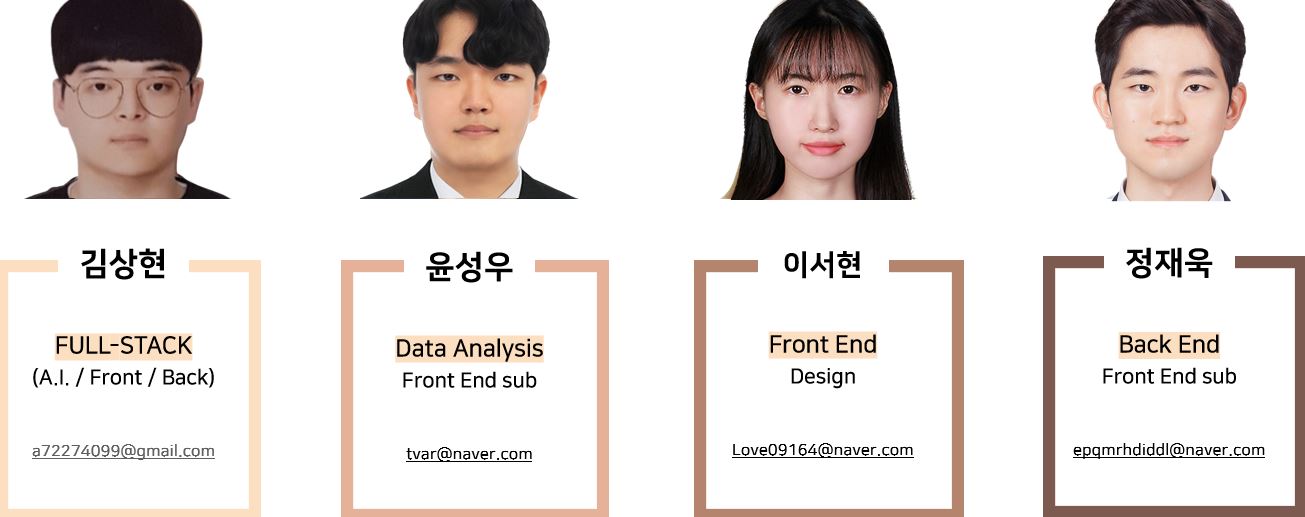 김상현
FULL-STACK
(A.I. / Front / Back)
a72274099@gmail.com
윤성우
Data Analysis
Front End sub
tvar@naver.com
이서현
Front End
Design
Love09164@naver.com
정재욱
Back End
Front End sub
epqmrhdiddl@naver.com